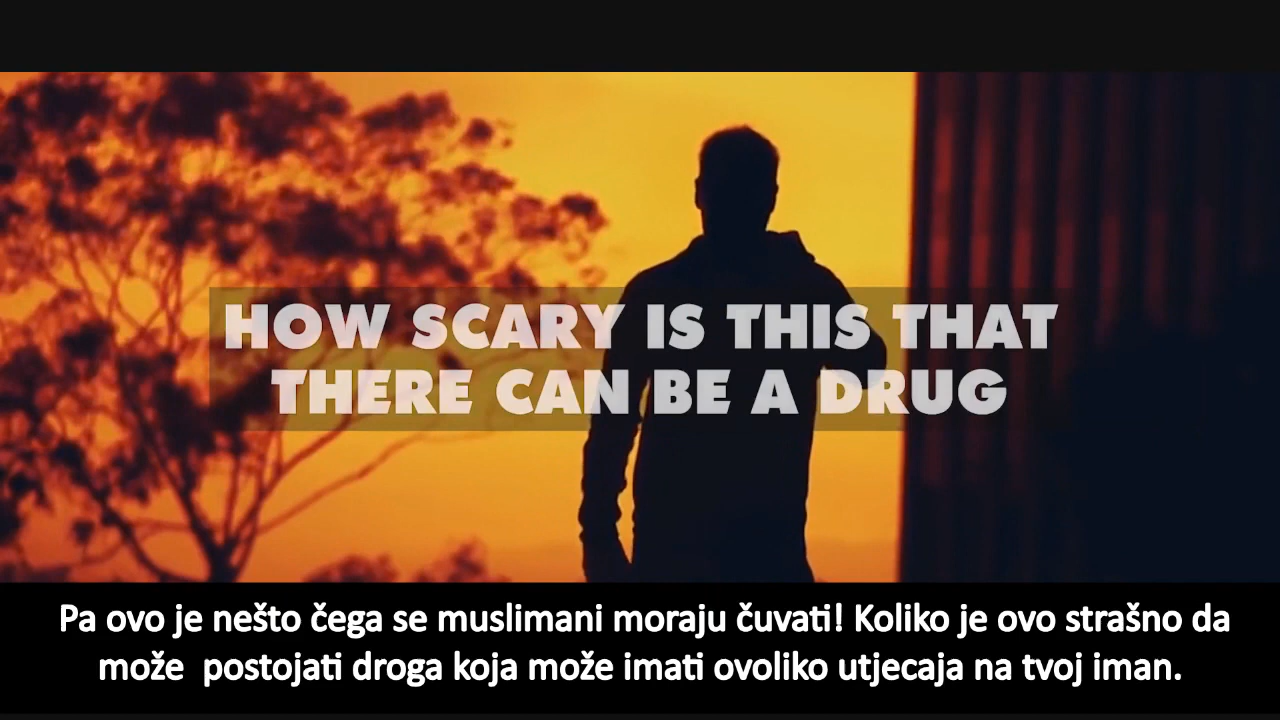 HOW SCARY IS THIS THAT
THERE CAN BE A DRUG
Pa ovo je nešto čega se muslimani moraju čuvati! Koliko je ovo strašno da
može  postojati droga koja može imati ovoliko utjecaja na tvoj iman.